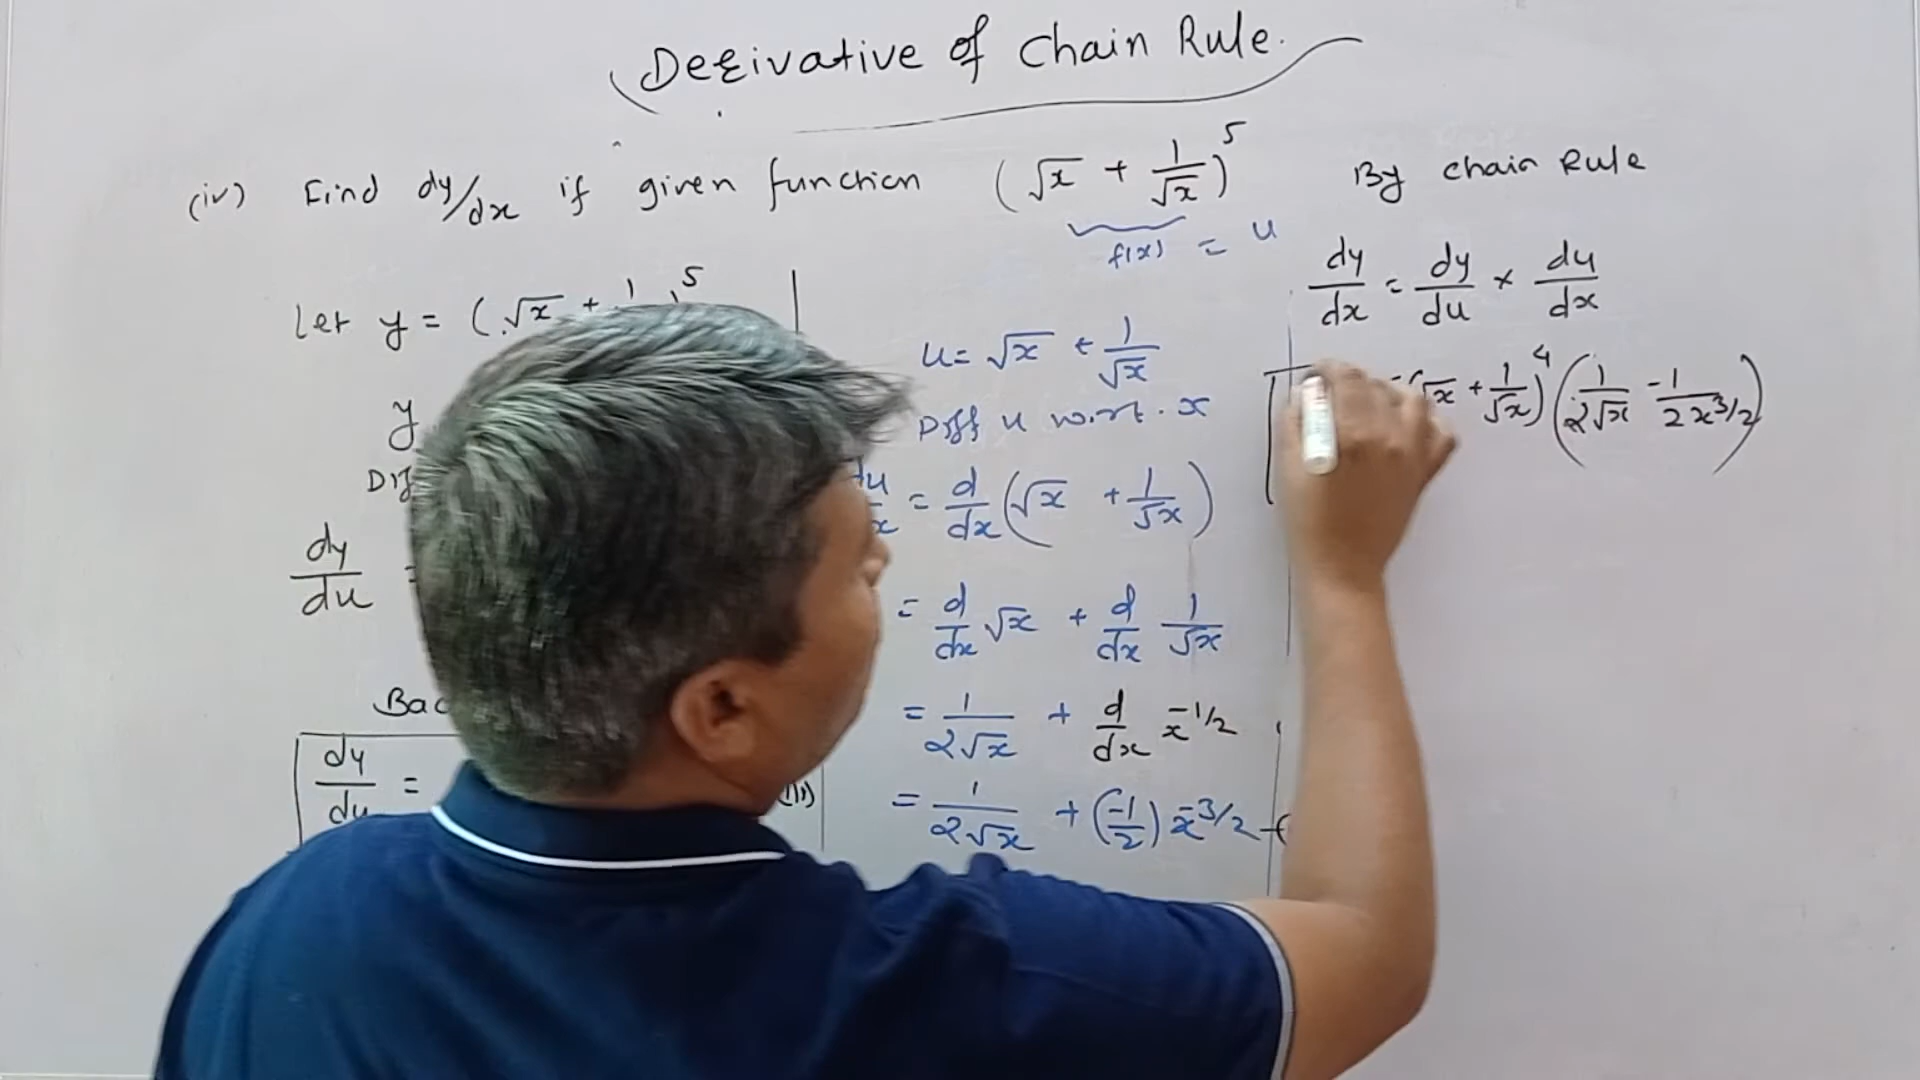 Derivative of Chain Rule.
(iv) Find dy/dx if given function (√x + 1/√x)^5
f(x) = u
Let y = (√x + 1
)^5
y
dy/du =
dy/du =
u = √x + 1/√x
Diff u w.r.t. x
= d/dx (√x + 1/√x)
= d/dx √x + d/dx 1/√x
= 1/2√x + d/dx x^-1/2
= 1/2√x + (-1/2) x^-3/2
By chain Rule
dy/dx = dy/du × du/dx
√x + 1/√x)^4 (1/2√x - 1/2x^3/2)